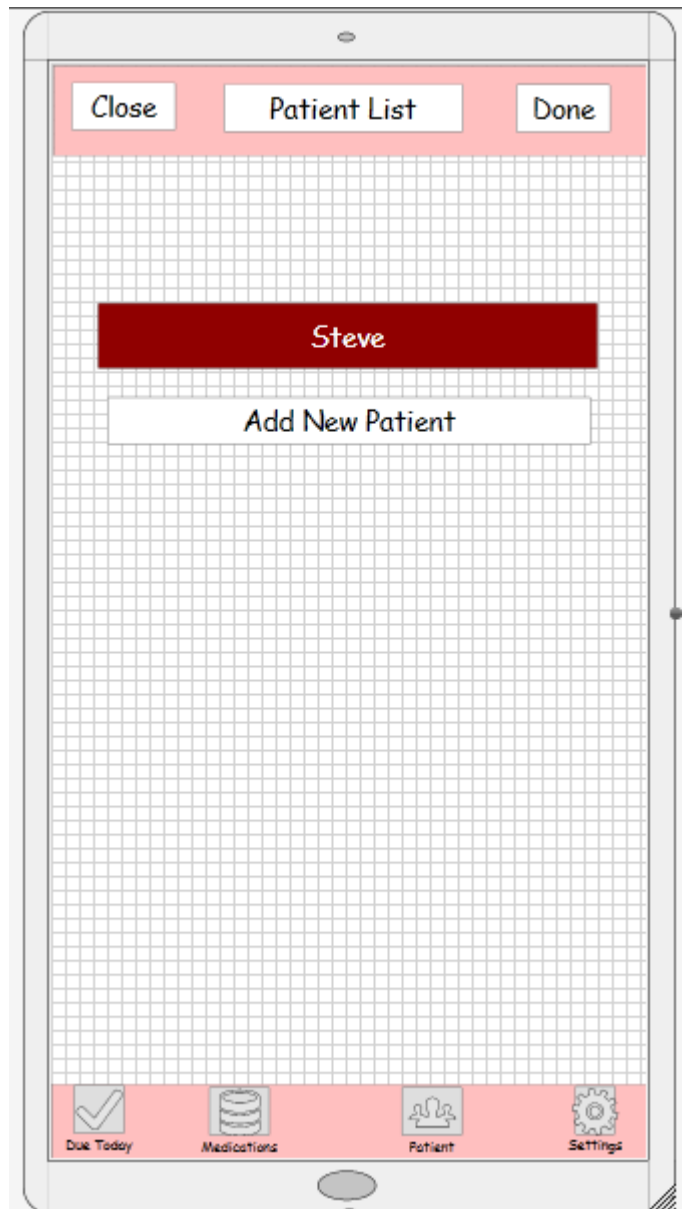 Close Patient List Done
Steve
Add New Patient
Due Today Medications Patient Settings